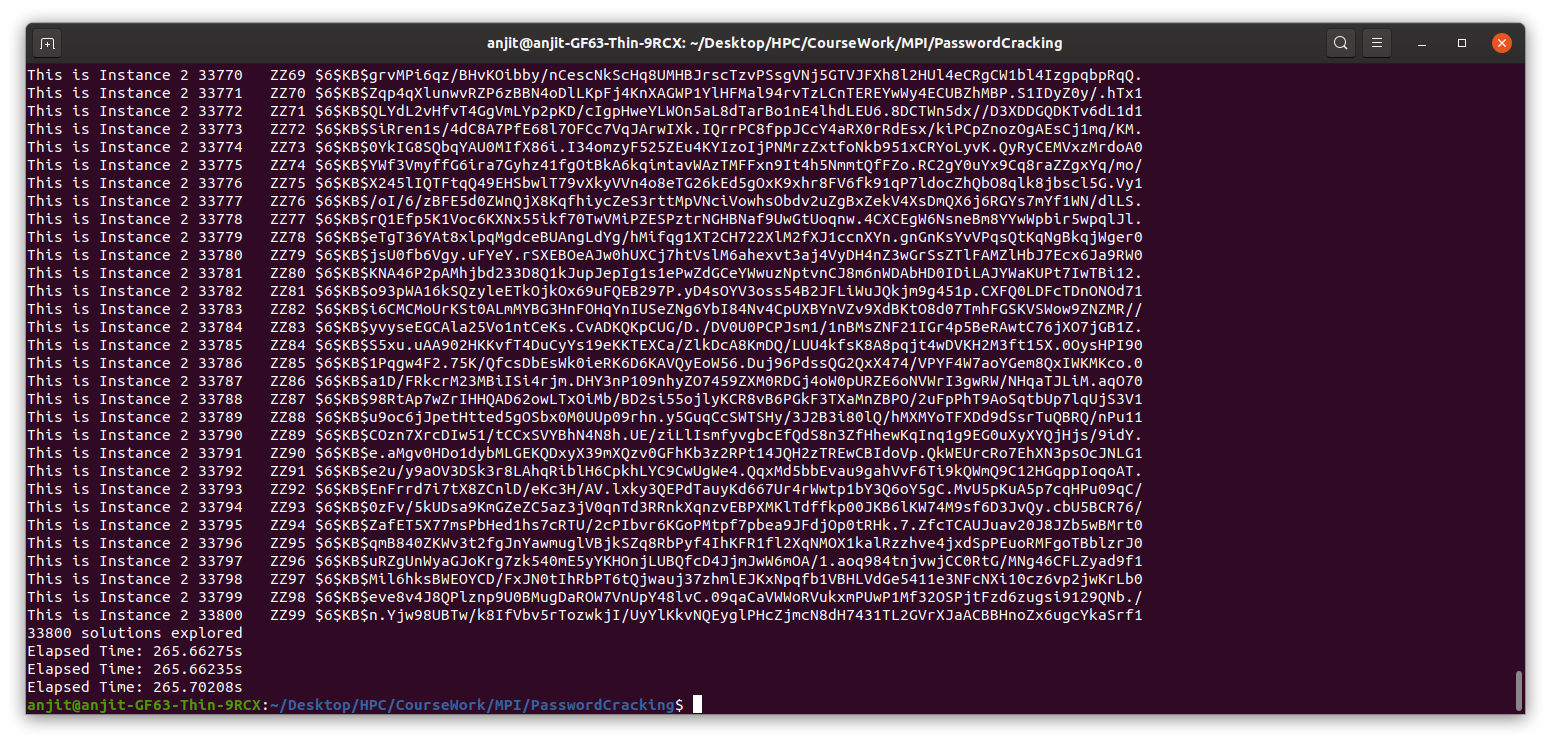 anjit@anjit-GF63-Thin-9RCX: ~/Desktop/HPC/CourseWork/MPI/PasswordCracking
This is Instance 2 33770   ZZ69 $6$KB$grvMPi6qz/BHvKOibby/nCescNkScHq8UMHBJrscTzvPSsgVNj5GTVJFXh8l2HUl4eCRgCW1bl4IzgpqbpRqQ.
This is Instance 2 33771   ZZ70 $6$KB$Zqp4qXlunwvRZP6zBBN4oDlLKpFj4KnXAGWP1YlHFMal94rvTzLCnTEREYwWy4ECUBZhMBP.S1IDyZ0y/.hTx1
This is Instance 2 33772   ZZ71 $6$KB$QLYdL2vHfvT4GgVmLYp2pKD/cIgpHweYLWOn5aL8dTarBo1nE4lhdLEU6.8DCTWn5dx//D3XDDGQDKTv6dL1d1
This is Instance 2 33773   ZZ72 $6$KB$SiRren1s/4dC8A7PfE68l7OFCc7VqJArwIXk.IQrrPC8fppJCcY4aRX0rRdEsx/kiPCpZnozOgAEsCj1mq/KM.
This is Instance 2 33774   ZZ73 $6$KB$0YkIG8SQbqYAU0MIfX86i.I34omzyF525ZEu4KYIzoIjPNMrzZxtfoNkb951xCRYoLyvK.QyRyCEMVxzMrdoA0
This is Instance 2 33775   ZZ74 $6$KB$YWf3VmyffG6ira7Gyhz41fgOtBkA6kqimtavWAzTMFFxn9It4h5NmmtQfFZo.RC2gY0uYx9Cq8raZZgxYq/mo/
This is Instance 2 33776   ZZ75 $6$KB$X245lIQTFtqQ49EHSbwlT79vXkyVVn4o8eTG26kEd5gOxK9xhr8FV6fk91qP7ldocZhQbO8qlk8jbscl5G.Vy1
This is Instance 2 33777   ZZ76 $6$KB$/oI/6/zBFE5d0ZWnQjX8KqfhiycZeS3rttMpVNciVowhsObdv2uZgBxZekV4XsDmQX6j6RGYs7mYf1WN/dlLS.
This is Instance 2 33778   ZZ77 $6$KB$rQ1Efp5K1Voc6KXNx55ikf70TwVMiPZESPztrNGHBNaf9UwGtUoqnw.4CXCEgW6NsneBm8YYwWpbir5wpqlJl.
This is Instance 2 33779   ZZ78 $6$KB$eTgT36YAt8xlpqMgdceBUAngLdYg/hMifqg1XT2CH722XlM2fXJ1ccnXYn.gnGnKsYvVPqsQtKqNgBkqjWger0
This is Instance 2 33780   ZZ79 $6$KB$jsU0fb6Vgy.uFYeY.rSXEBOeAJw0hUXCj7htVslM6ahexvt3aj4VyDH4nZ3wGrSsZTlFAMZlHbJ7Ecx6Ja9RW0
This is Instance 2 33781   ZZ80 $6$KB$KNA46P2pAMhjbd233D8Q1kJupJepIg1s1ePwZdGCeYWwuzNptvnCJ8m6nWDAbHD0IDiLAJYWaKUPt7IwTBi12.
This is Instance 2 33782   ZZ81 $6$KB$o93pWA16kSQzyleETkOjkOx69uFQEB297P.yD4sOYV3oss54B2JFLiWuJQkjm9g451p.CXFQ0LDFcTDnONOd71
This is Instance 2 33783   ZZ82 $6$KB$i6CMCMoUrKSt0ALmMYBG3HnFOHqYnIUSeZNg6YbI84Nv4CpUXBYnVZv9XdBKtO8d07TmhFGSKVSWow9ZNZMR//
This is Instance 2 33784   ZZ83 $6$KB$yvyseEGCAla25Vo1ntCeKs.CvADKQKpCUG/D./DV0U0PCPJsm1/1nBMsZNF21IGr4p5BeRAwtC76jXO7jGB1Z.
This is Instance 2 33785   ZZ84 $6$KB$S5xu.uAA902HKKvfT4DuCyYs19eKKTEXCa/ZlkDcA8KmDQ/LUU4kfsK8A8pqjt4wDVKH2M3ft15X.0OysHPI90
This is Instance 2 33786   ZZ85 $6$KB$1Pqgw4F2.75K/QfcsDbEsWk0ieRK6D6KAVQyEoW56.Duj96PdssQG2QxX474/VPYF4W7aoYGem8QxIWKMKco.0
This is Instance 2 33787   ZZ86 $6$KB$a1D/FRkcrM23MBiISi4rjm.DHY3nP109nhyZO7459ZXM0RDGj4oW0pURZE6oNVWrI3gwRW/NHqaTJLiM.aqO70
This is Instance 2 33788   ZZ87 $6$KB$98RtAp7wZrIHHQAD62owLTxOiMb/BD2si55ojlyKCR8vB6PGkF3TXaMnZBPO/2uFpPhT9AoSqtbUp7lqUjS3V1
This is Instance 2 33789   ZZ88 $6$KB$u9oc6jJpetHtted5gOSbx0M0UUp09rhn.y5GuqCcSWTSHy/3J2B3i80lQ/hMXMYoTFXDd9dSsrTuQBRQ/nPu11
This is Instance 2 33790   ZZ89 $6$KB$COzn7XrcDIw51/tCCxSVYBhN4N8h.UE/ziLlIsmfyvgbcEfQdS8n3ZfHhewKqInq1g9EG0uXyXYQjHjs/9idY.
This is Instance 2 33791   ZZ90 $6$KB$e.aMgv0HDo1dybMLGEKQDxyX39mXQzv0GFhKb3z2RPt14JQH2zTREwCBIdoVp.QkWEUrcRo7EhXN3psOcJNLG1
This is Instance 2 33792   ZZ91 $6$KB$e2u/y9aOV3DSk3r8LAhqRiblH6CpkhLYC9CwUgWe4.QqxMd5bbEvau9gahVvF6Ti9kQWmQ9C12HGqppIoqoAT.
This is Instance 2 33793   ZZ92 $6$KB$EnFrrd7i7tX8ZCnlD/eKc3H/AV.lxky3QEPdTauyKd667Ur4rWwtp1bY3Q6oY5gC.MvU5pKuA5p7cqHPu09qC/
This is Instance 2 33794   ZZ93 $6$KB$0zFv/5kUDsa9KmGZeZC5az3jV0qnTd3RRnkXqnzvEBPXMKlTdffkp00JKB6lKW74M9sf6D3JvQy.cbU5BCR76/
This is Instance 2 33795   ZZ94 $6$KB$ZafET5X77msPbHed1hs7cRTU/2cPIbvr6KGoPMtpf7pbea9JFdjOp0tRHk.7.ZfcTCAUJuav20J8JZb5wBMrt0
This is Instance 2 33796   ZZ95 $6$KB$qmB840ZKWv3t2fgJnYawmuglVBjkSZq8RbPyf4IhKFR1fl2XqNMOX1kalRzzhve4jxdSpPEuoRMFgoTBblzrJ0
This is Instance 2 33797   ZZ96 $6$KB$uRZgUnWyaGJoKrg7zk540mE5yYKHOnjLUBQfcD4JjmJwW6mOA/1.aoq984tnjvwjCC0RtG/MNg46CFLZyad9f1
This is Instance 2 33798   ZZ97 $6$KB$Mil6hksBWEOYCD/FxJN0tIhRbPT6tQjwauj37zhmlEJKxNpqfb1VBHLVdGe5411e3NFcNXi10cz6vp2jwKrLb0
This is Instance 2 33799   ZZ98 $6$KB$eve8v4J8QPlznp9U0BMugDaROW7VnUpY48lvC.09qaCaVWWoRVukxmPUwP1Mf32OSPjtFzd6zugsi9129QNb./
This is Instance 2 33800   ZZ99 $6$KB$n.Yjw98UBTw/k8IfVbv5rTozwkjI/UyYlKkvNQEyglPHcZjmcN8dH7431TL2GVrXJaACBBHnoZx6ugcYkaSrf1
33800 solutions explored
Elapsed Time: 265.66275s
Elapsed Time: 265.66235s
Elapsed Time: 265.70208s
anjit@anjit-GF63-Thin-9RCX:~/Desktop/HPC/CourseWork/MPI/PasswordCracking$